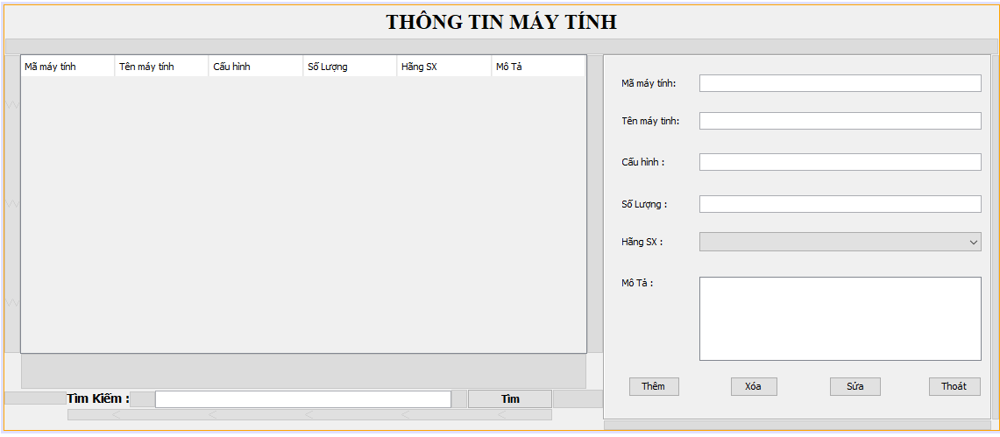 THÔNG TIN MÁY TÍNH
Mã máy tính Tên máy tính Cấu hình Số Lượng Hãng SX Mô Tả
Tìm Kiếm : Tìm
Mã máy tính:
Tên máy tinh:
Cấu hình :
Số Lượng :
Hãng SX :
Mô Tả :
Thêm Xóa Sửa Thoát